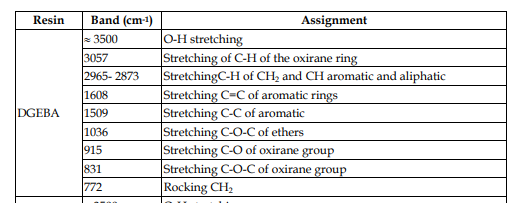 Resin Band (cm-1) Assignment
≈ 3500 O-H stretching
3057 Stretching of C-H of the oxirane ring
2965- 2873 StretchingC-H of CH2 and CH aromatic and aliphatic
1608 Stretching C=C of aromatic rings
DGEBA 1509 Stretching C-C of aromatic
1036 Stretching C-O-C of ethers
915 Stretching C-O of oxirane group
831 Stretching C-O-C of oxirane group
772 Rocking CH2